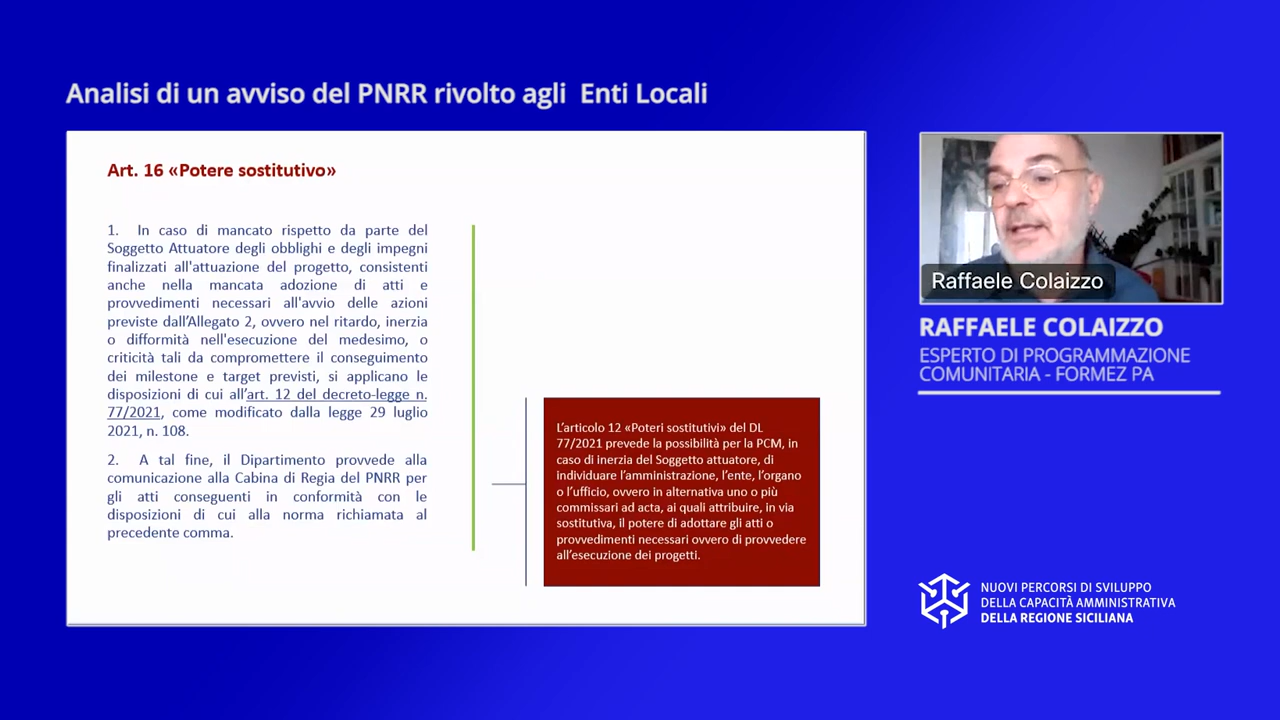 Analisi di un avviso del PNRR rivolto agli Enti Locali
Art. 16 «Potere sostitutivo»
1. In caso di mancato rispetto da parte del
Soggetto Attuatore degli obblighi e degli impegni
finalizzati all'attuazione del progetto, consistenti
anche nella mancata adozione di atti e
provvedimenti necessari all'avvio delle azioni
previste dall’Allegato 2, ovvero nel ritardo, inerzia
o difformità nell'esecuzione del medesimo, o
criticità tali da compromettere il conseguimento
dei milestone e target previsti, si applicano le
disposizioni di cui all’art. 12 del decreto-legge n.
77/2021, come modificato dalla legge 29 luglio
2021, n. 108.
2. A tal fine, il Dipartimento provvede alla
comunicazione alla Cabina di Regia del PNRR per
gli atti conseguenti in conformità con le
disposizioni di cui alla norma richiamata al
precedente comma.
L’articolo 12 «Poteri sostitutivi» del DL
77/2021 prevede la possibilità per la PCM, in
caso di inerzia del Soggetto attuatore, di
individuare l’amministrazione, l’ente, l’organo
o l’ufficio, ovvero in alternativa uno o più
commissari ad acta, ai quali attribuire, in via
sostitutiva, il potere di adottare gli atti o
provvedimenti necessari ovvero di provvedere
all’esecuzione dei progetti.
Raffaele Colaizzo
RAFFAELE COLAIZZO
ESPERTO DI PROGRAMMAZIONE
COMUNITARIA - FORMEZ PA
NUOVI PERCORSI DI SVILUPPO
DELLA CAPACITÀ AMMINISTRATIVA
DELLA REGIONE SICILIANA